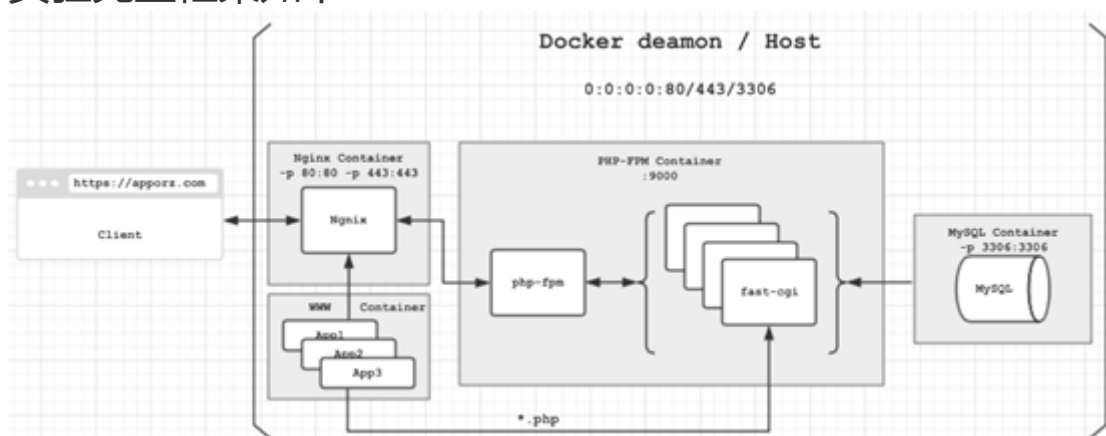 Docker deamon / Host
0:0:0:0:80/443/3306
Nginx Container
-p 80:80 -p 443:443
Ngnix
https://apporz.com
Client
WWW Container
App1
App2
App3
PHP-FPM Container
:9000
php-fpm
fast-cgi
MySQL Container
-p 3306:3306
MySQL
*.php